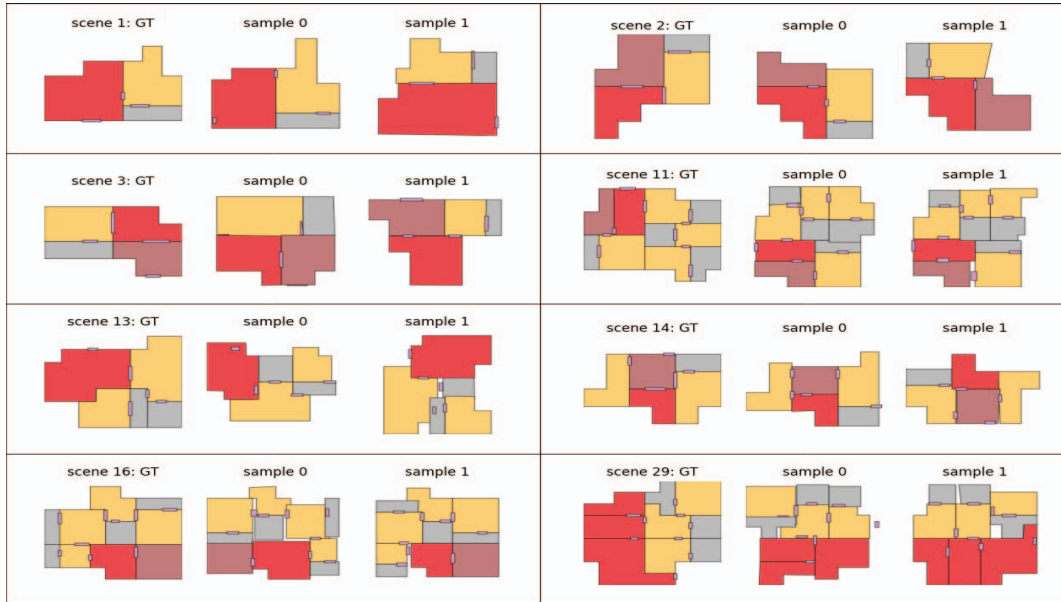 scene 1: GT
sample 0
sample 1
scene 2: GT
sample 0
sample 1
scene 3: GT
sample 0
sample 1
scene 11: GT
sample 0
sample 1
scene 13: GT
sample 0
sample 1
scene 14: GT
sample 0
sample 1
scene 16: GT
sample 0
sample 1
scene 29: GT
sample 0
sample 1